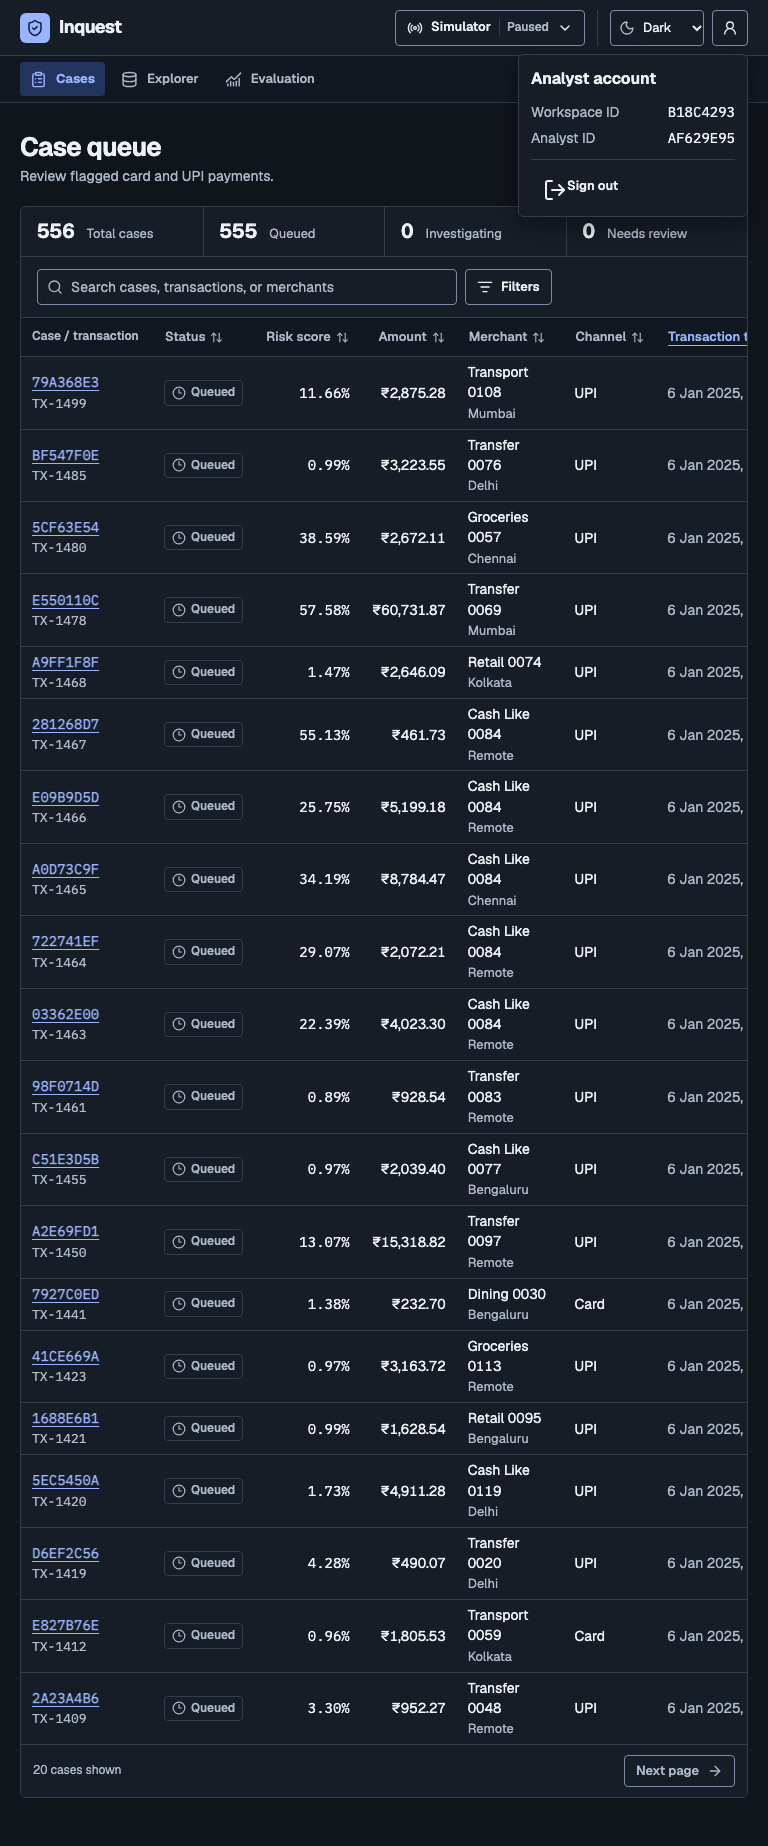 Inquest
Simulator Paused
Dark
Cases
Explorer
Evaluation
Analyst account
Workspace ID B18C4293
Analyst ID AF629E95
Sign out
Case queue
Review flagged card and UPI payments.
556 Total cases
555 Queued
0 Investigating
0 Needs review
Search cases, transactions, or merchants
Filters
Case / transaction Status Risk score Amount Merchant Channel Transaction t
79A368E3
TX-1499
Queued 11.66% ₹2,875.28
Transport
0108
Mumbai
UPI 6 Jan 2025,
BF547F0E
TX-1485
Queued 0.99% ₹3,223.55
Transfer
0076
Delhi
UPI 6 Jan 2025,
5CF63E54
TX-1480
Queued 38.59% ₹2,672.11
Groceries
0057
Chennai
UPI 6 Jan 2025,
E550110C
TX-1478
Queued 57.58% ₹60,731.87
Transfer
0069
Mumbai
UPI 6 Jan 2025,
A9FF1F8F
TX-1468
Queued 1.47% ₹2,646.09
Retail 0074
Kolkata
UPI 6 Jan 2025,
281268D7
TX-1467
Queued 55.13% ₹461.73
Cash Like
0084
Remote
UPI 6 Jan 2025,
E09B9D5D
TX-1466
Queued 25.75% ₹5,199.18
Cash Like
0084
Remote
UPI 6 Jan 2025,
A0D73C9F
TX-1465
Queued 34.19% ₹8,784.47
Cash Like
0084
Chennai
UPI 6 Jan 2025,
722741EF
TX-1464
Queued 29.07% ₹2,072.21
Cash Like
0084
Remote
UPI 6 Jan 2025,
03362E00
TX-1463
Queued 22.39% ₹4,023.30
Cash Like
0084
Remote
UPI 6 Jan 2025,
98F0714D
TX-1461
Queued 0.89% ₹928.54
Transfer
0083
Remote
UPI 6 Jan 2025,
C51E3D5B
TX-1455
Queued 0.97% ₹2,039.40
Cash Like
0077
Bengaluru
UPI 6 Jan 2025,
A2E69FD1
TX-1450
Queued 13.07% ₹15,318.82
Transfer
0097
Remote
UPI 6 Jan 2025,
7927C0ED
TX-1441
Queued 1.38% ₹232.70
Dining 0030
Bengaluru
Card 6 Jan 2025,
41CE669A
TX-1423
Queued 0.97% ₹3,163.72
Groceries
0113
Remote
UPI 6 Jan 2025,
1688E6B1
TX-1421
Queued 0.99% ₹1,628.54
Retail 0095
Bengaluru
UPI 6 Jan 2025,
5EC5450A
TX-1420
Queued 1.73% ₹4,911.28
Cash Like
0119
Delhi
UPI 6 Jan 2025,
D6EF2C56
TX-1419
Queued 4.28% ₹490.07
Transfer
0020
Delhi
UPI 6 Jan 2025,
E827B76E
TX-1412
Queued 0.96% ₹1,805.53
Transport
0059
Kolkata
Card 6 Jan 2025,
2A23A4B6
TX-1409
Queued 3.30% ₹952.27
Transfer
0048
Remote
UPI 6 Jan 2025,
20 cases shown
Next page